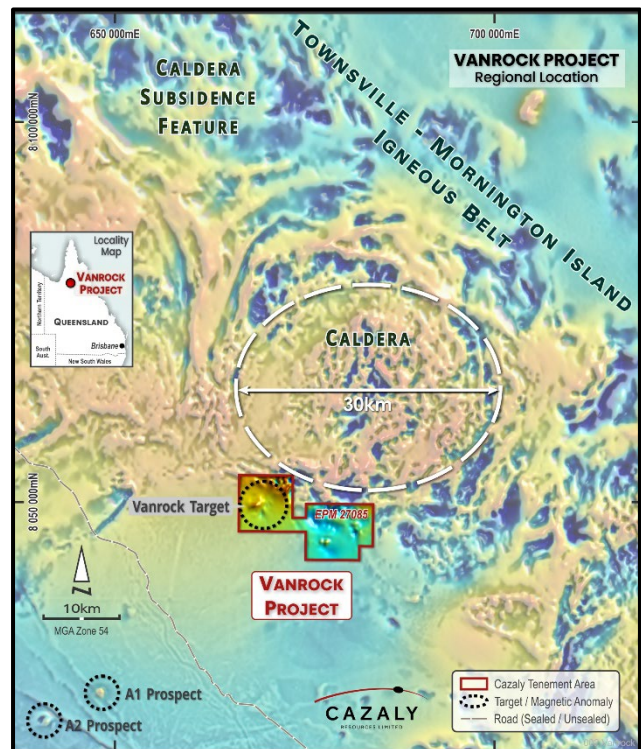 650 000mE
700 000mE
VANROCK PROJECT
Regional Location
CALDERA
SUBSIDENCE
FEATURE
TOWNSVILLE - MORNINGTON ISLAND
IGNEOUS BELT
8 100 000mN
Locality
Map
VANROCK
PROJECT
Northern Territory
QUEENSLAND
Brisbane
South
Aust.
New South Wales
CALDERA
30km
Vanrock Target
EPM 27085
8 050 000mN
VANROCK
PROJECT
N
10km
MGA Zone 54
A1 Prospect
A2 Prospect
CAZALY
RESOURCES LIMITED
Cazaly Tenement Area
Target / Magnetic Anomaly
Road (Sealed / Unsealed)